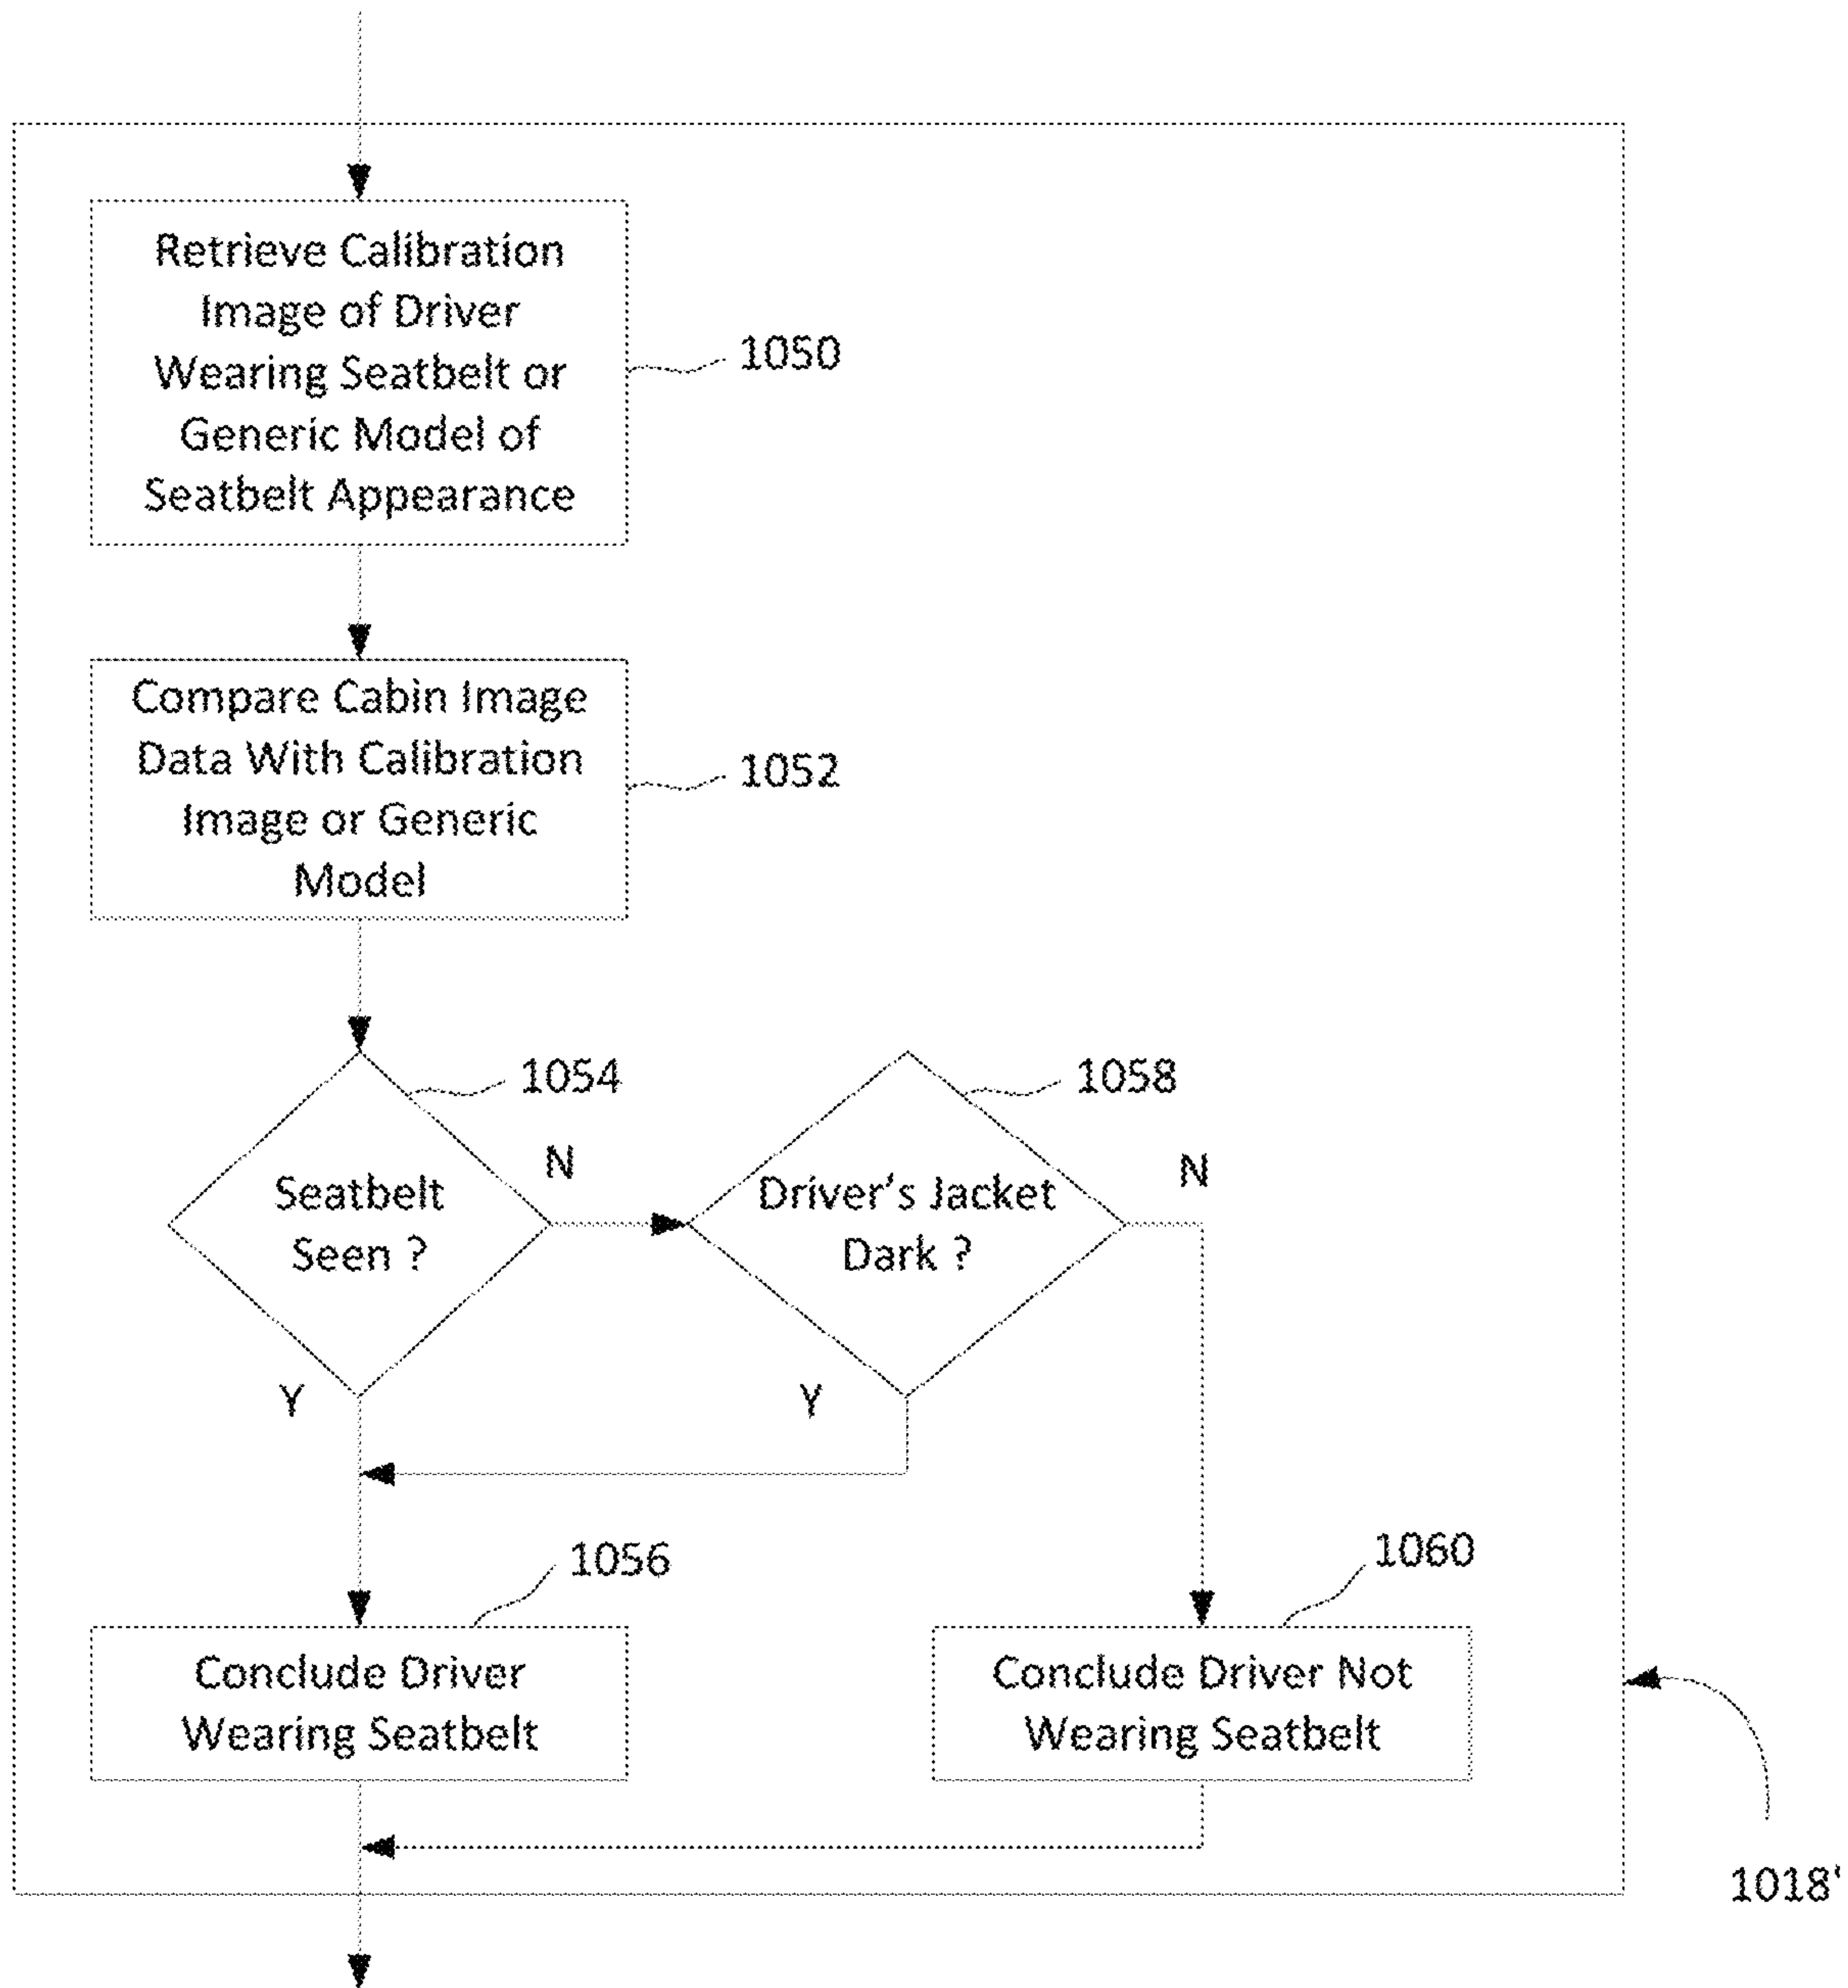 Retrieve Calibration
Image of Driver
Wearing Seatbelt or
Generic Model of
Seatbelt Appearance
1050
Compare Cabin Image
Data With Calibration
Image or Generic
Model
1052
1054
Seatbelt
Seen ?
N
Y
1058
Driver's Jacket
Dark ?
N
Y
1056
Conclude Driver
Wearing Seatbelt
1060
Conclude Driver Not
Wearing Seatbelt
1018'